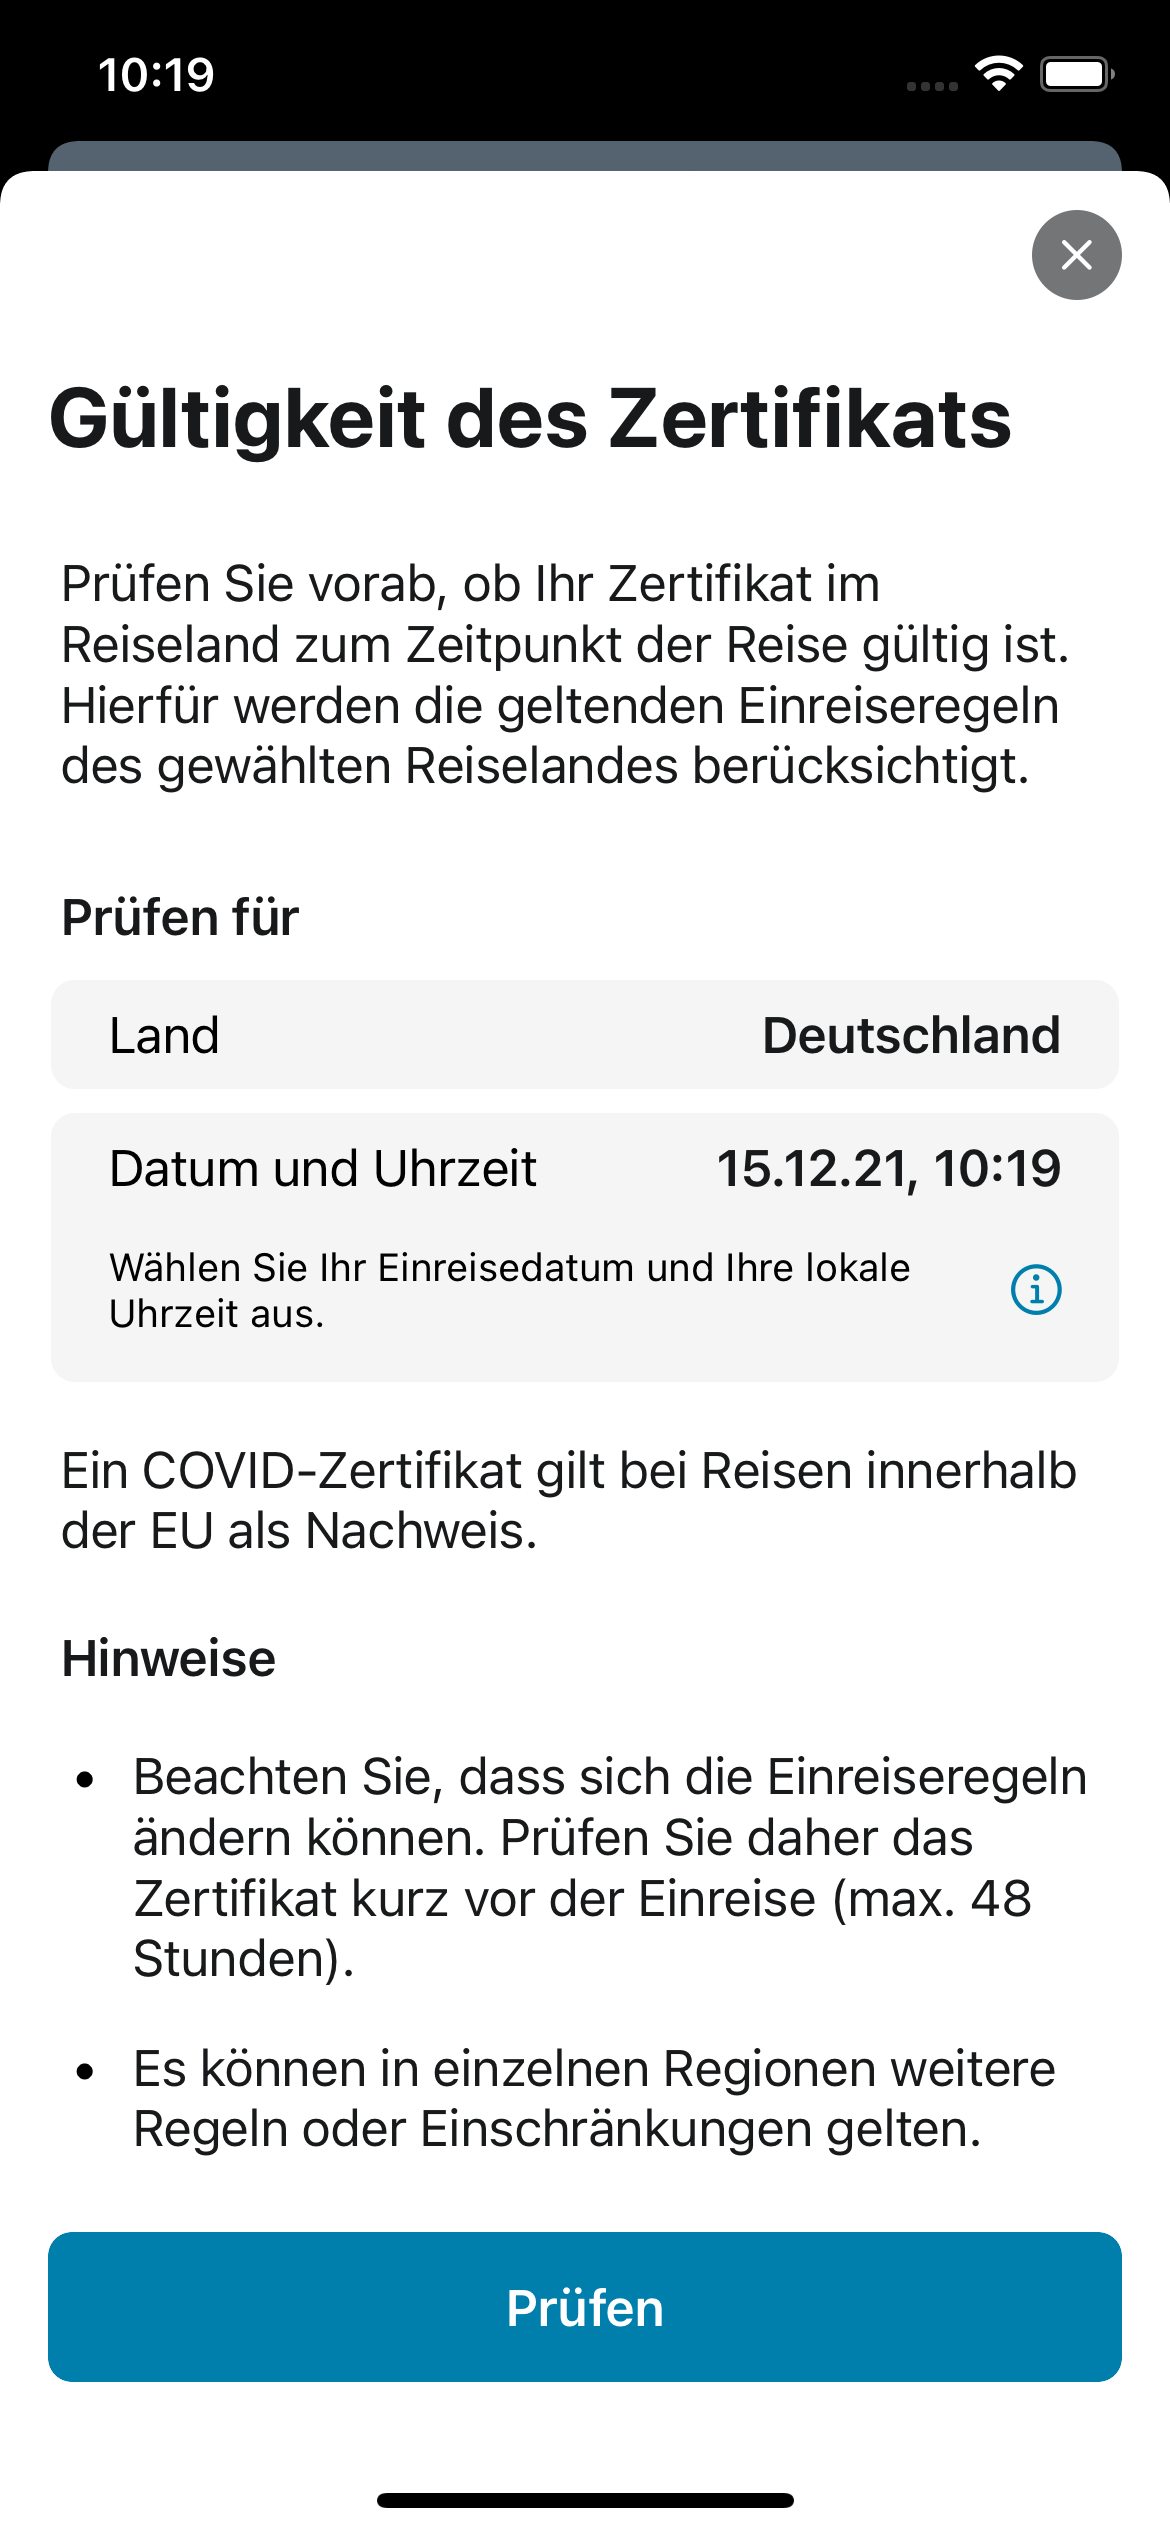 10:19
Gültigkeit des Zertifikats
Prüfen Sie vorab, ob Ihr Zertifikat im
Reiseland zum Zeitpunkt der Reise gültig ist.
Hierfür werden die geltenden Einreiseregeln
des gewählten Reiselandes berücksichtigt.
Prüfen für
Land Deutschland
Datum und Uhrzeit 15.12.21, 10:19
Wählen Sie Ihr Einreisedatum und Ihre lokale
Uhrzeit aus.
Ein COVID-Zertifikat gilt bei Reisen innerhalb
der EU als Nachweis.
Hinweise
• Beachten Sie, dass sich die Einreiseregeln
ändern können. Prüfen Sie daher das
Zertifikat kurz vor der Einreise (max. 48
Stunden).
• Es können in einzelnen Regionen weitere
Regeln oder Einschränkungen gelten.
Prüfen